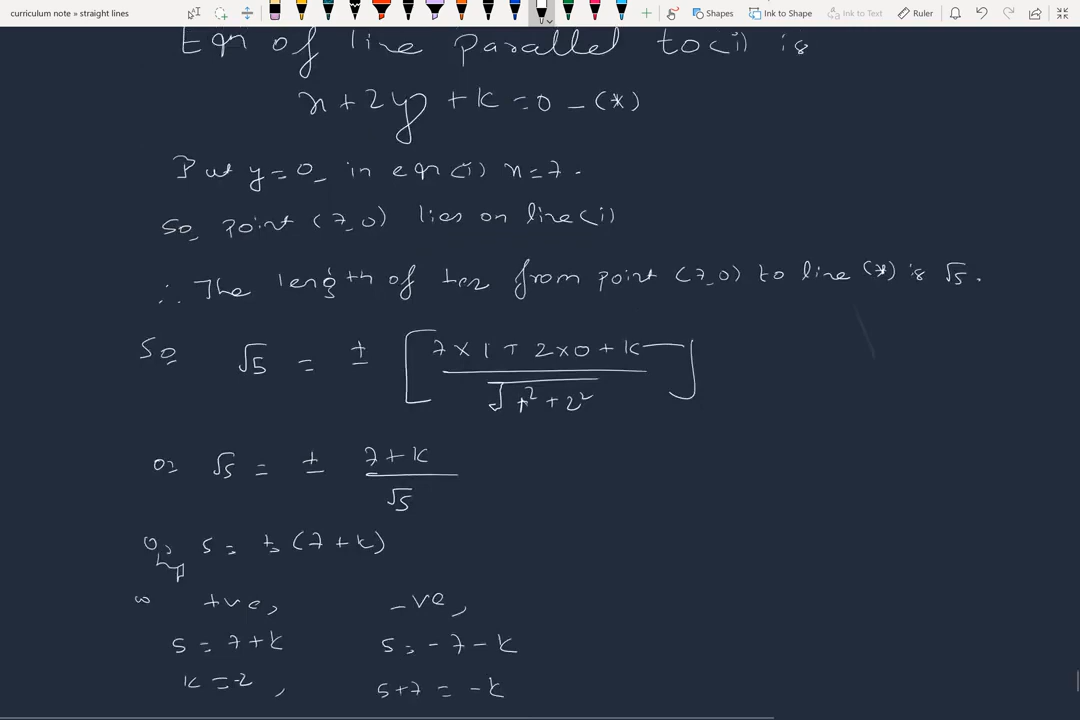 curriculum note » straight lines
Shapes Ink to Shape Ink to Text Ruler
Eqn of line parallel to (i) is
x + 2y + k = 0 - (*)
Put y = 0 in eqn (i) x = 7.
So point (7,0) lies on line (i)
∴ The length of ter from point (7,0) to line (*) is √5.
So √5 = ± [ (7 × 1 + 2 × 0 + k) / √(1² + 2²) ]
or √5 = ± (7 + k) / √5
or 5 = ± (7 + k)
+ve, -ve,
5 = 7 + k 5 = - 7 - k
k = -2, 5 + 7 = - k